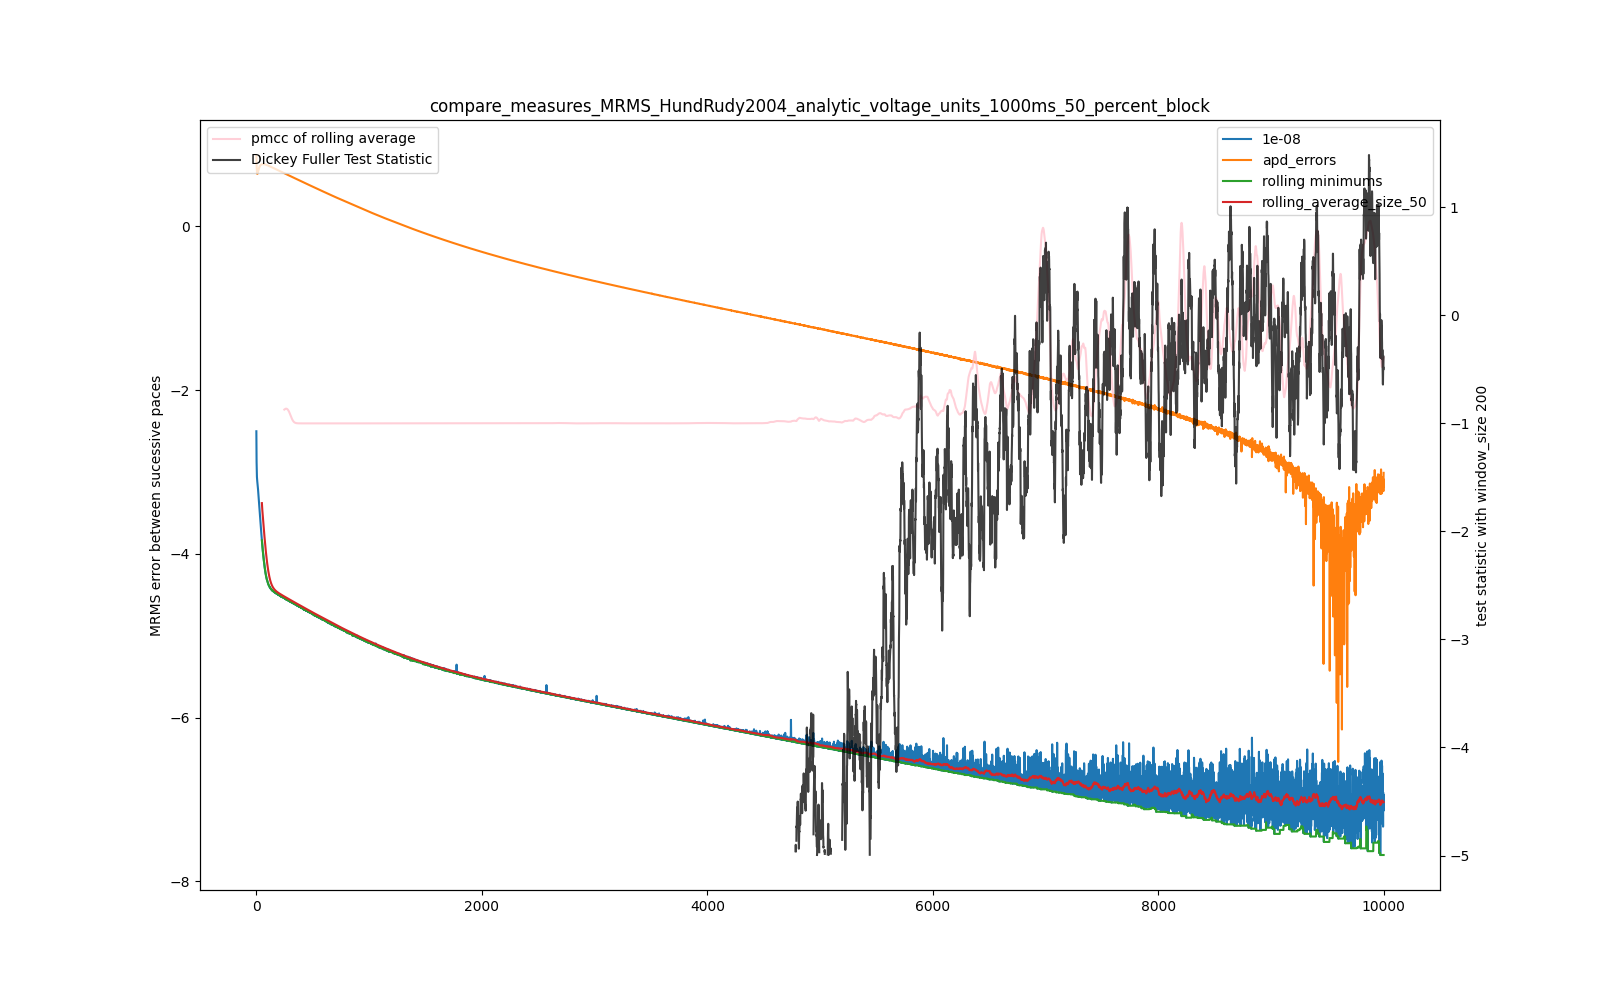 compare_measures_MRMS_HundRudy2004_analytic_voltage_units_1000ms_50_percent_block
pmcc of rolling average
Dickey Fuller Test Statistic
1e-08
apd_errors
rolling minimums
rolling_average_size_50
MRMS error between sucessive paces
0
−2
−4
−6
−8
1
0
−1
−2
−3
−4
−5
test statistic with window_size 200
0
2000
4000
6000
8000
10000